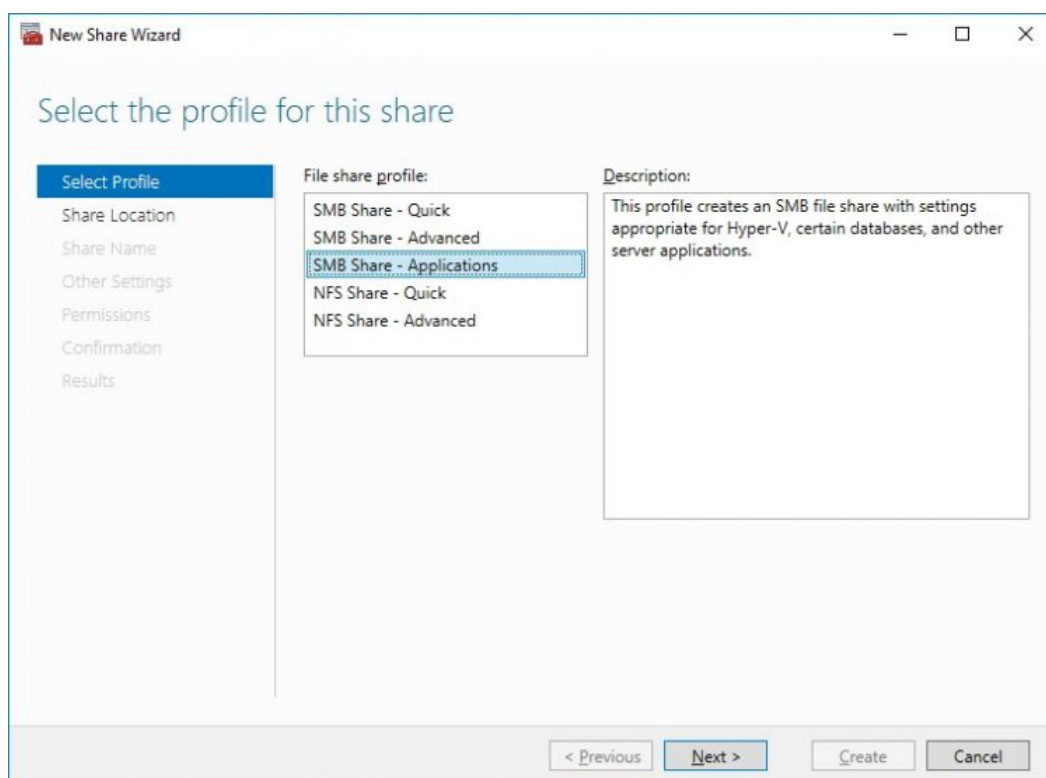 New Share Wizard
Select the profile for this share
Select Profile
Share Location
Share Name
Other Settings
Permissions
Confirmation
Results
File share profile:
SMB Share - Quick
SMB Share - Advanced
SMB Share - Applications
NFS Share - Quick
NFS Share - Advanced
Description:
This profile creates an SMB file share with settings
appropriate for Hyper-V, certain databases, and other
server applications.
< Previous
Next >
Create
Cancel